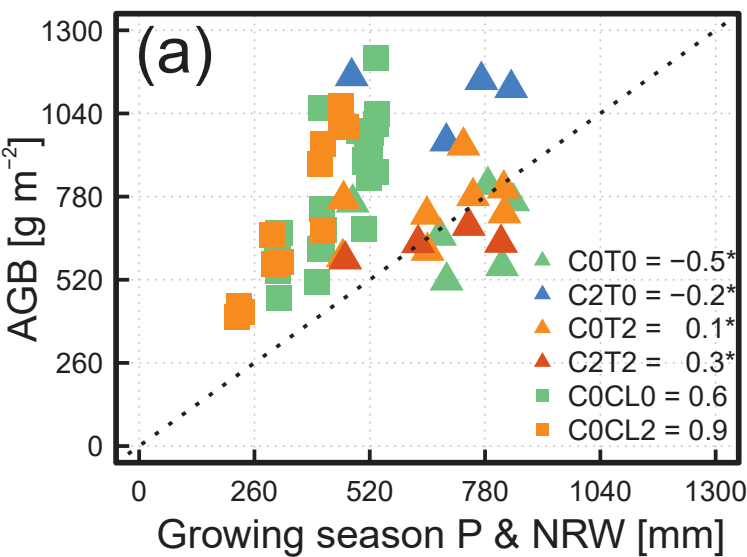 (a)
1300
1040
780
520
260
0
AGB [g m⁻²]
C0T0 = −0.5*
C2T0 = −0.2*
C0T2 = 0.1*
C2T2 = 0.3*
C0CL0 = 0.6
C0CL2 = 0.9
0 260 520 780 1040 1300
Growing season P & NRW [mm]